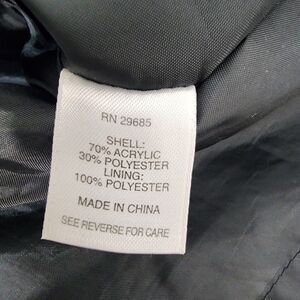 RN 29685
SHELL:
70% ACRYLIC
30% POLYESTER
LINING:
100% POLYESTER
MADE IN CHINA
SEE REVERSE FOR CARE